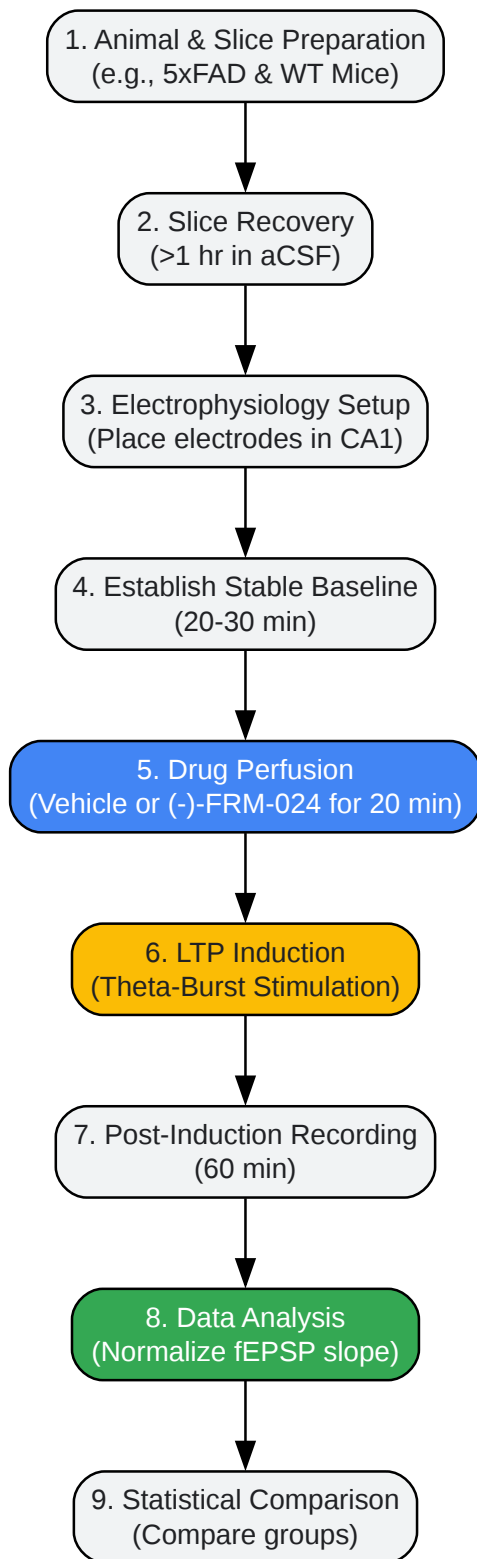 1. Animal & Slice Preparation
(e.g., 5xFAD & WT Mice)
2. Slice Recovery
(>1 hr in aCSF)
3. Electrophysiology Setup
(Place electrodes in CA1)
4. Establish Stable Baseline
(20-30 min)
5. Drug Perfusion
(Vehicle or (-)-FRM-024 for 20 min)
6. LTP Induction
(Theta-Burst Stimulation)
7. Post-Induction Recording
(60 min)
8. Data Analysis
(Normalize fEPSP slope)
9. Statistical Comparison
(Compare groups)